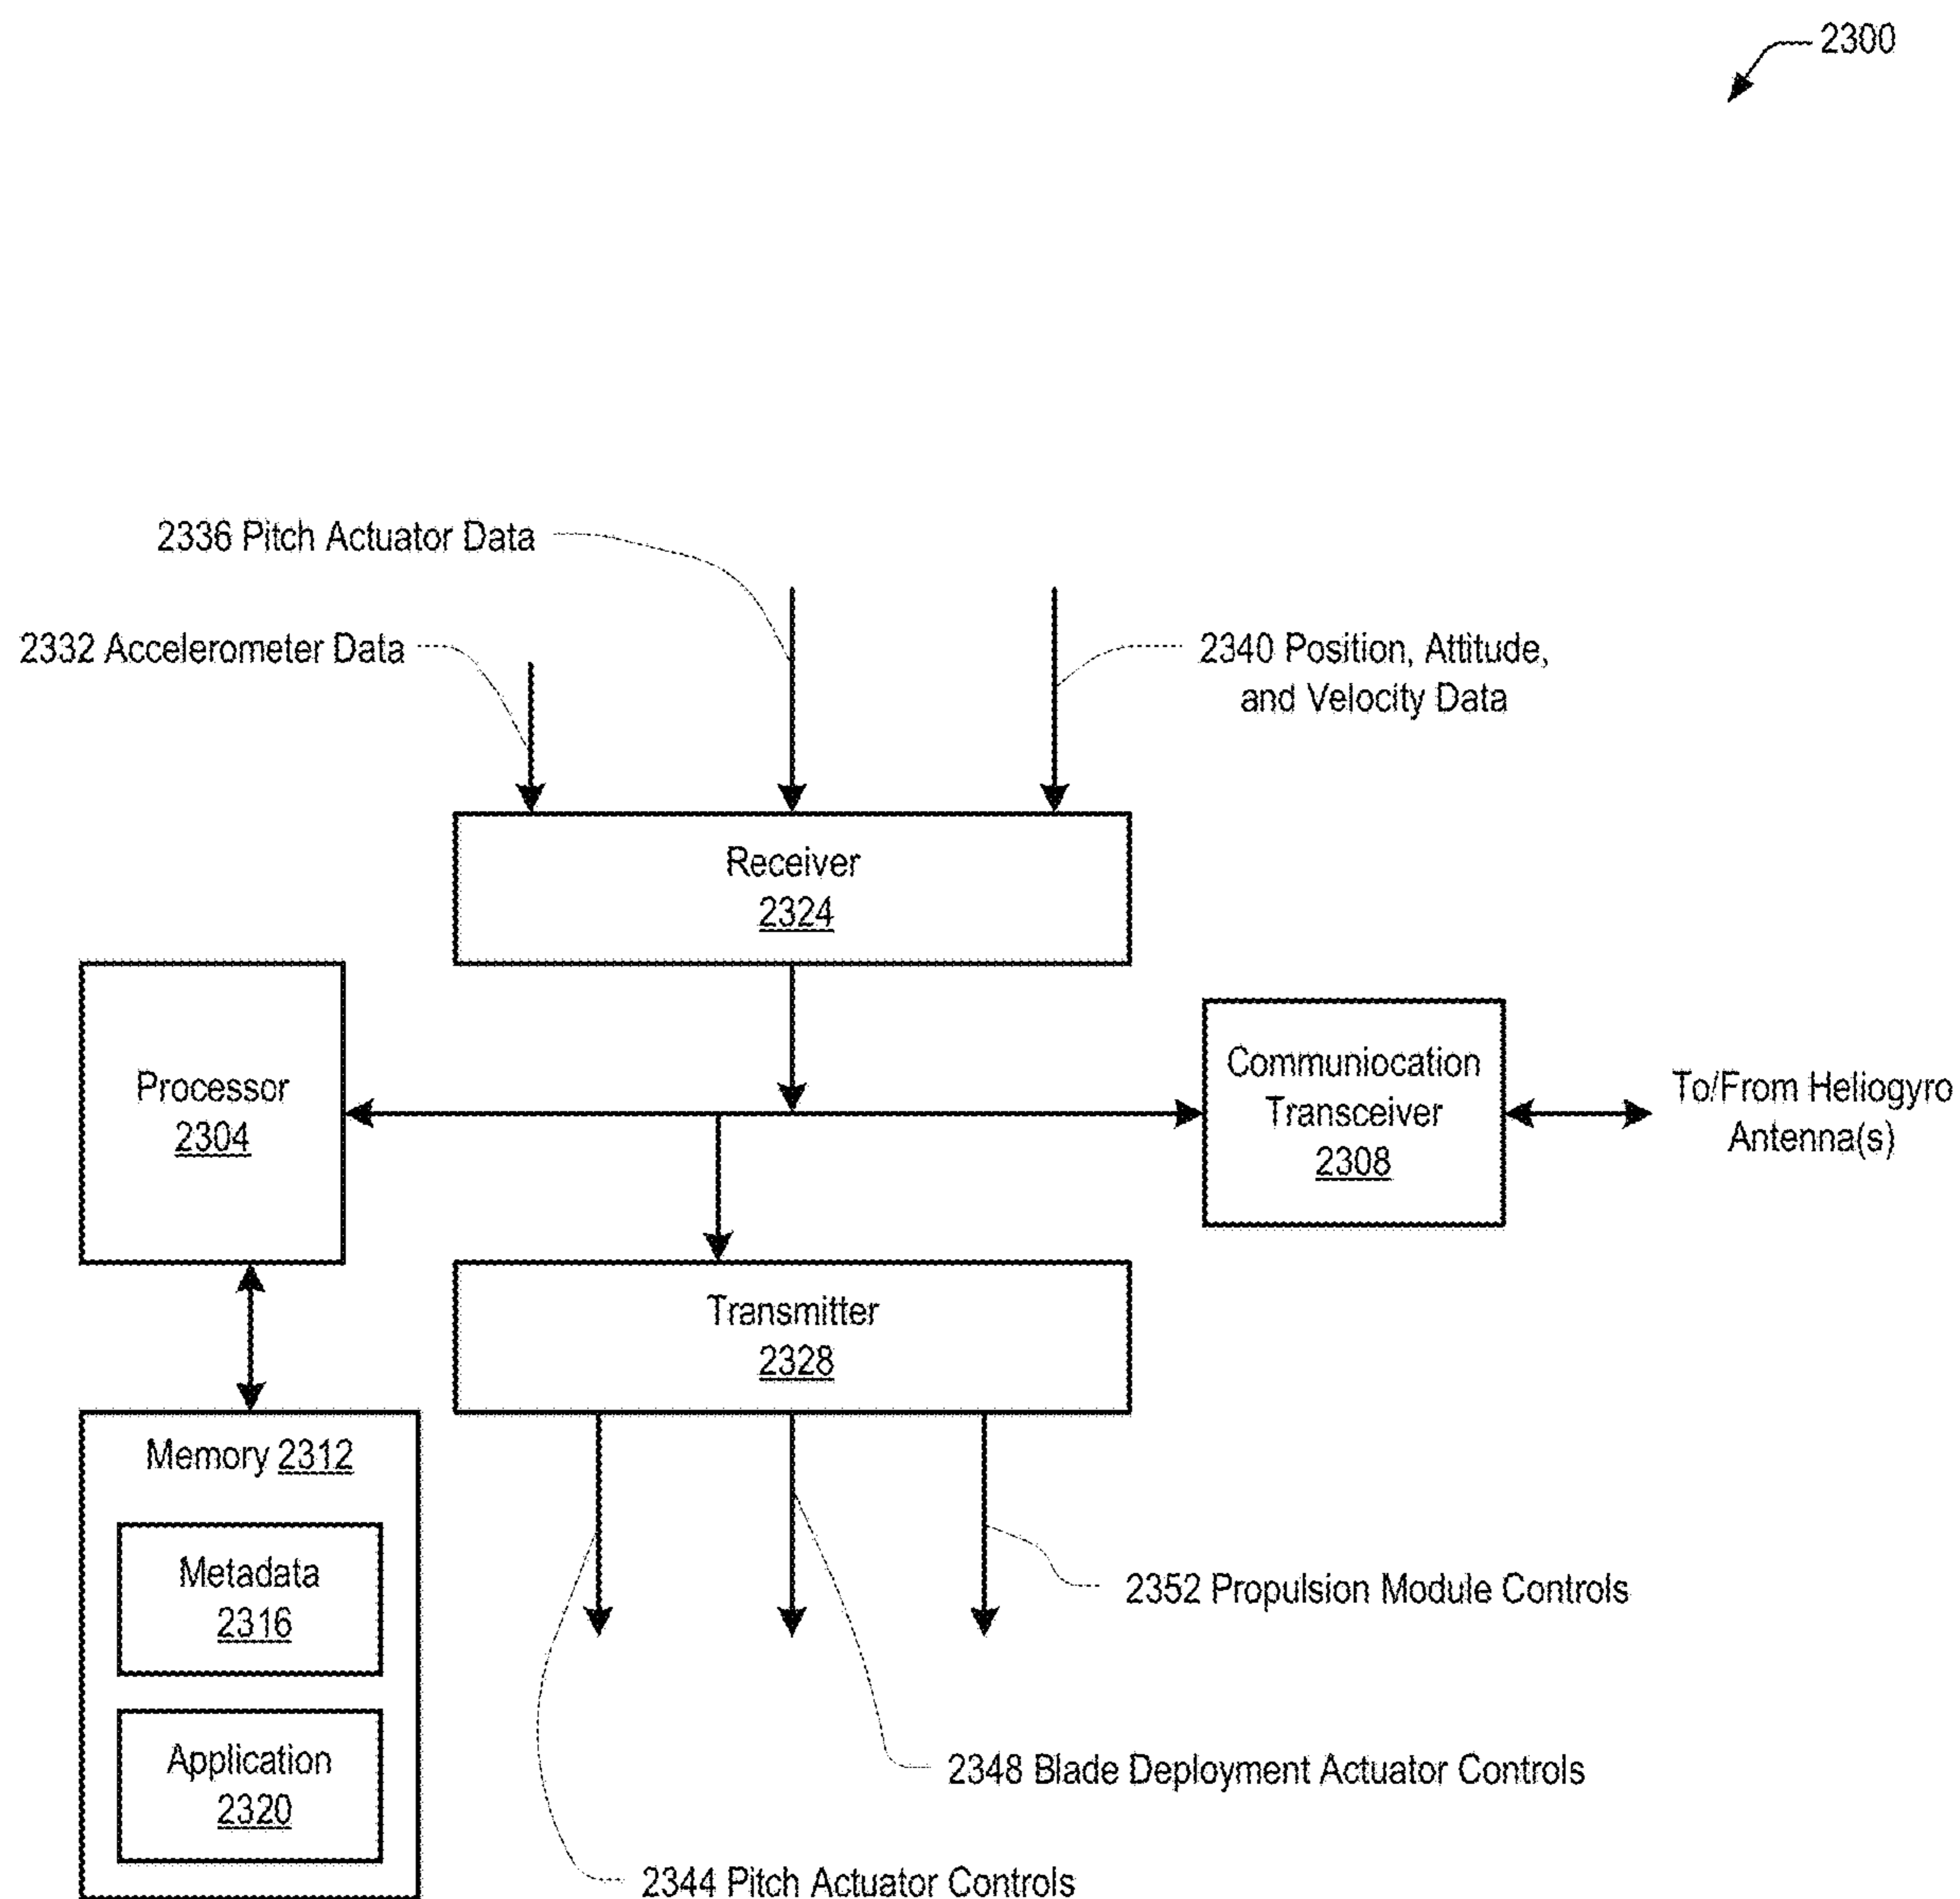 2300
2336 Pitch Actuator Data
2332 Accelerometer Data
2340 Position, Attitude,
and Velocity Data
Receiver
2324
Processor
2304
Communiocation
Transceiver
2308
To/From Heliogyro
Antenna(s)
Transmitter
2328
Memory 2312
Metadata
2316
Application
2320
2352 Propulsion Module Controls
2348 Blade Deployment Actuator Controls
2344 Pitch Actuator Controls